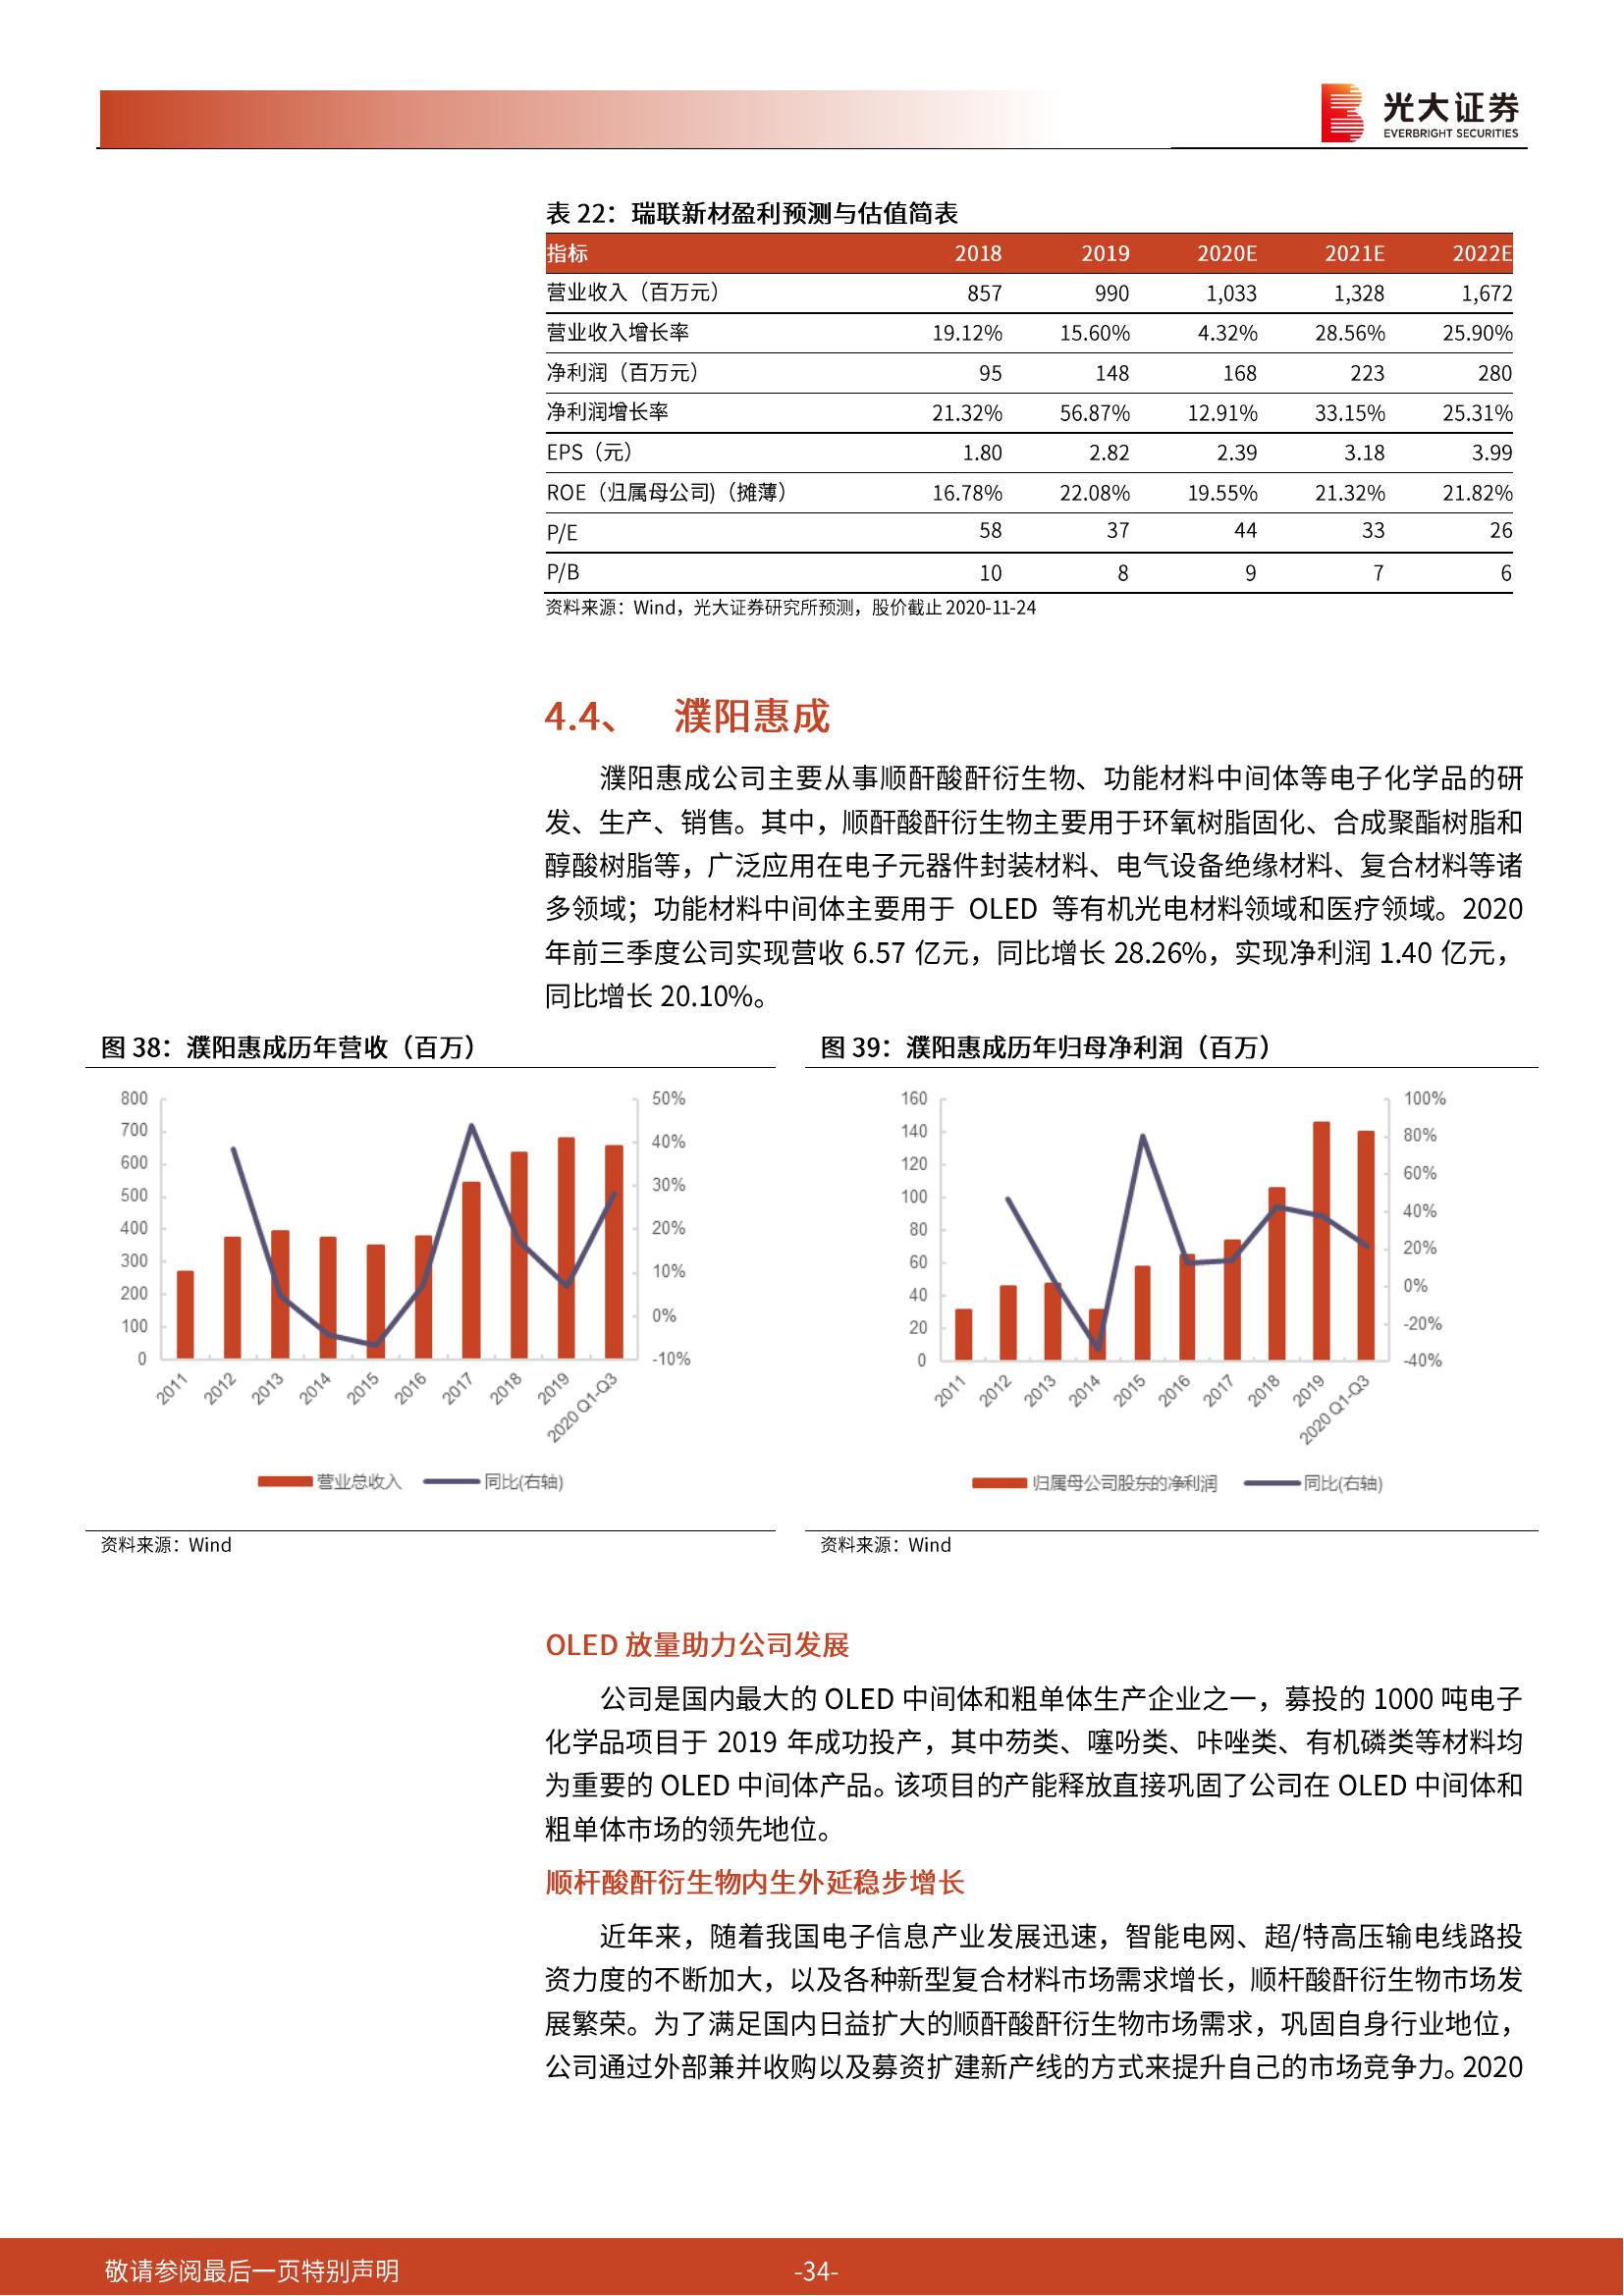 光大证券
EVERBRIGHT SECURITIES
表 22：瑞联新材盈利预测与估值简表
指标 2018 2019 2020E 2021E 2022E
营业收入（百万元） 857 990 1,033 1,328 1,672
营业收入增长率 19.12% 15.60% 4.32% 28.56% 25.90%
净利润（百万元） 95 148 168 223 280
净利润增长率 21.32% 56.87% 12.91% 33.15% 25.31%
EPS（元） 1.80 2.82 2.39 3.18 3.99
ROE（归属母公司)（摊薄） 16.78% 22.08% 19.55% 21.32% 21.82%
P/E 58 37 44 33 26
P/B 10 8 9 7 6
资料来源：Wind，光大证券研究所预测，股价截止 2020-11-24
4.4、 濮阳惠成
濮阳惠成公司主要从事顺酐酸酐衍生物、功能材料中间体等电子化学品的研
发、生产、销售。其中，顺酐酸酐衍生物主要用于环氧树脂固化、合成聚酯树脂和
醇酸树脂等，广泛应用在电子元器件封装材料、电气设备绝缘材料、复合材料等诸
多领域；功能材料中间体主要用于 OLED 等有机光电材料领域和医疗领域。2020
年前三季度公司实现营收 6.57 亿元，同比增长 28.26%，实现净利润 1.40 亿元，
同比增长 20.10%。
图 38：濮阳惠成历年营收（百万）
800
700
600
500
400
300
200
100
0
50%
40%
30%
20%
10%
0%
-10%
2011 2012 2013 2014 2015 2016 2017 2018 2019 2020 Q1-Q3
营业总收入 同比(右轴)
资料来源：Wind
图 39：濮阳惠成历年归母净利润（百万）
160
140
120
100
80
60
40
20
0
100%
80%
60%
40%
20%
0%
-20%
-40%
2011 2012 2013 2014 2015 2016 2017 2018 2019 2020 Q1-Q3
归属母公司股东的净利润 同比(右轴)
资料来源：Wind
OLED 放量助力公司发展
公司是国内最大的 OLED 中间体和粗单体生产企业之一，募投的 1000 吨电子
化学品项目于 2019 年成功投产，其中芴类、噻吩类、咔唑类、有机磷类等材料均
为重要的 OLED 中间体产品。该项目的产能释放直接巩固了公司在 OLED 中间体和
粗单体市场的领先地位。
顺杆酸酐衍生物内生外延稳步增长
近年来，随着我国电子信息产业发展迅速，智能电网、超/特高压输电线路投
资力度的不断加大，以及各种新型复合材料市场需求增长，顺杆酸酐衍生物市场发
展繁荣。为了满足国内日益扩大的顺酐酸酐衍生物市场需求，巩固自身行业地位，
公司通过外部兼并收购以及募资扩建新产线的方式来提升自己的市场竞争力。2020
敬请参阅最后一页特别声明 -34-